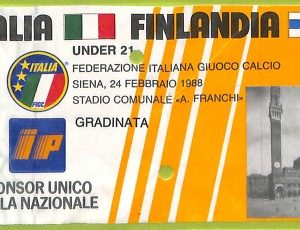 ALIA FINLANDIA
UNDER 21
FEDERAZIONE ITALIANA GIUOCO CALCIO
SIENA, 24 FEBBRAIO 1988
STADIO COMUNALE «A. FRANCHI»
ITALIA
FIGC
GRADINATA
IP
ONSOR UNICO
LA NAZIONALE